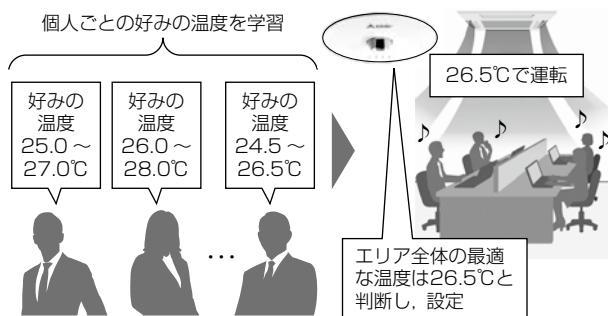 個人ごとの好みの温度を学習
好みの
温度
25.0～
27.0℃
好みの
温度
26.0～
28.0℃
好みの
温度
24.5～
26.5℃
…
26.5℃で運転
エリア全体の最適
な温度は26.5℃と
判断し，設定